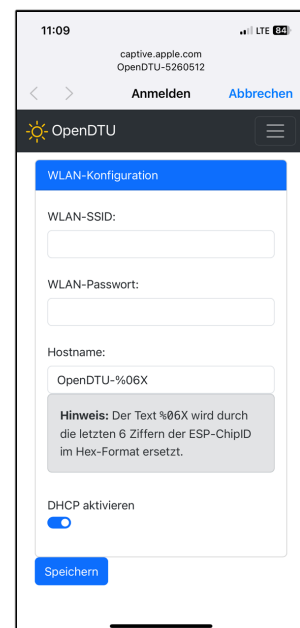 11:09
LTE 84
captive.apple.com
OpenDTU-5260512
Anmelden
Abbrechen
OpenDTU
WLAN-Konfiguration
WLAN-SSID:
WLAN-Passwort:
Hostname:
OpenDTU-%06X
Hinweis: Der Text %06X wird durch
die letzten 6 Ziffern der ESP-ChipID
im Hex-Format ersetzt.
DHCP aktivieren
Speichern